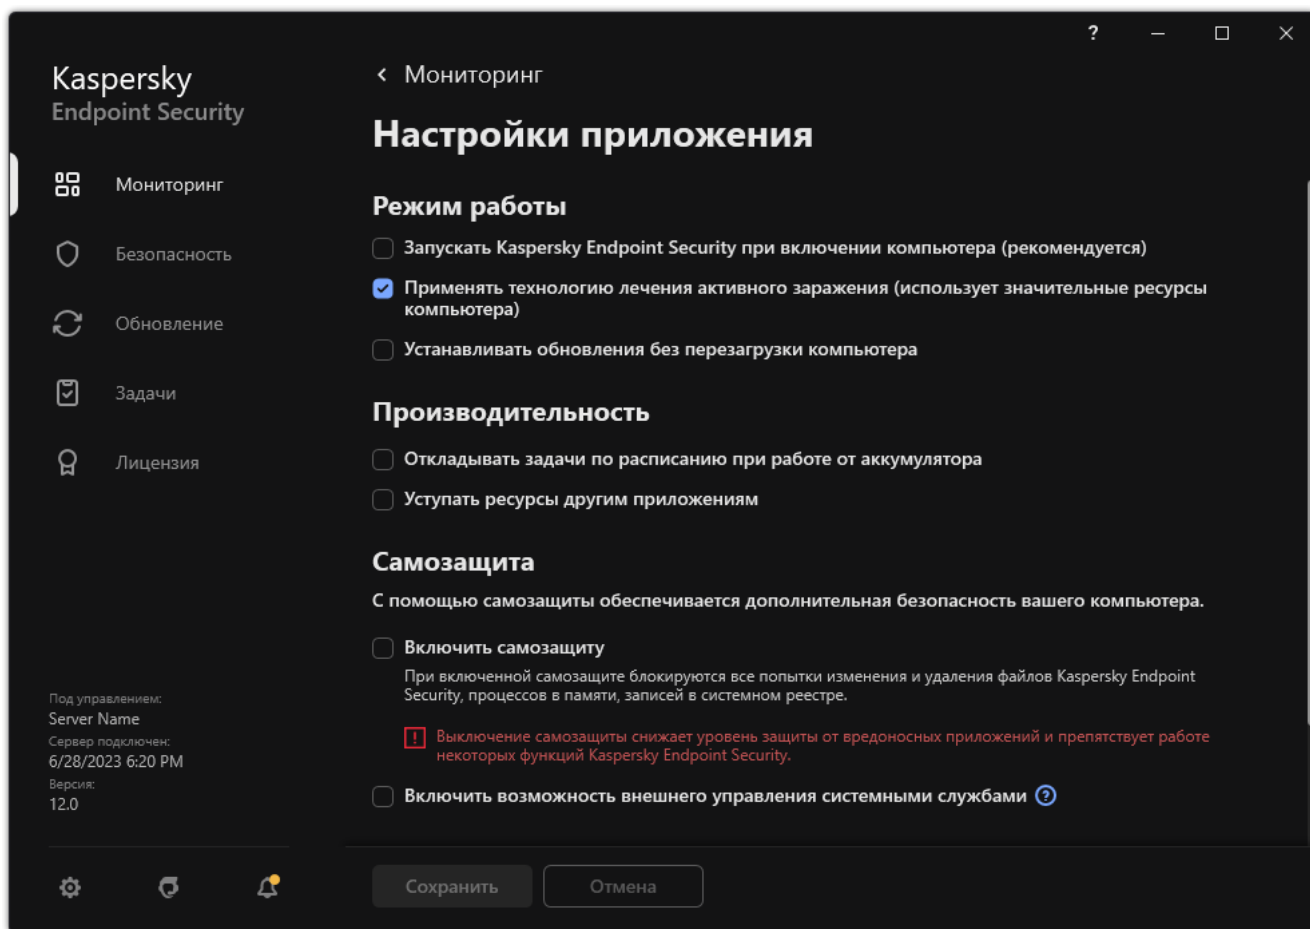 ?
Kaspersky
Endpoint Security
Мониторинг
Безопасность
Обновление
Задачи
Лицензия
Под управлением:
Server Name
Сервер подключен:
6/28/2023 6:20 PM
Версия:
12.0
Мониторинг
Настройки приложения
Режим работы
Запускать Kaspersky Endpoint Security при включении компьютера (рекомендуется)
Применять технологию лечения активного заражения (использует значительные ресурсы
компьютера)
Устанавливать обновления без перезагрузки компьютера
Производительность
Откладывать задачи по расписанию при работе от аккумулятора
Уступать ресурсы другим приложениям
Самозащита
С помощью самозащиты обеспечивается дополнительная безопасность вашего компьютера.
Включить самозащиту
При включенной самозащите блокируются все попытки изменения и удаления файлов Kaspersky Endpoint
Security, процессов в памяти, записей в системном реестре.
Выключение самозащиты снижает уровень защиты от вредоносных приложений и препятствует работе
некоторых функций Kaspersky Endpoint Security.
Включить возможность внешнего управления системными службами ?
Сохранить
Отмена